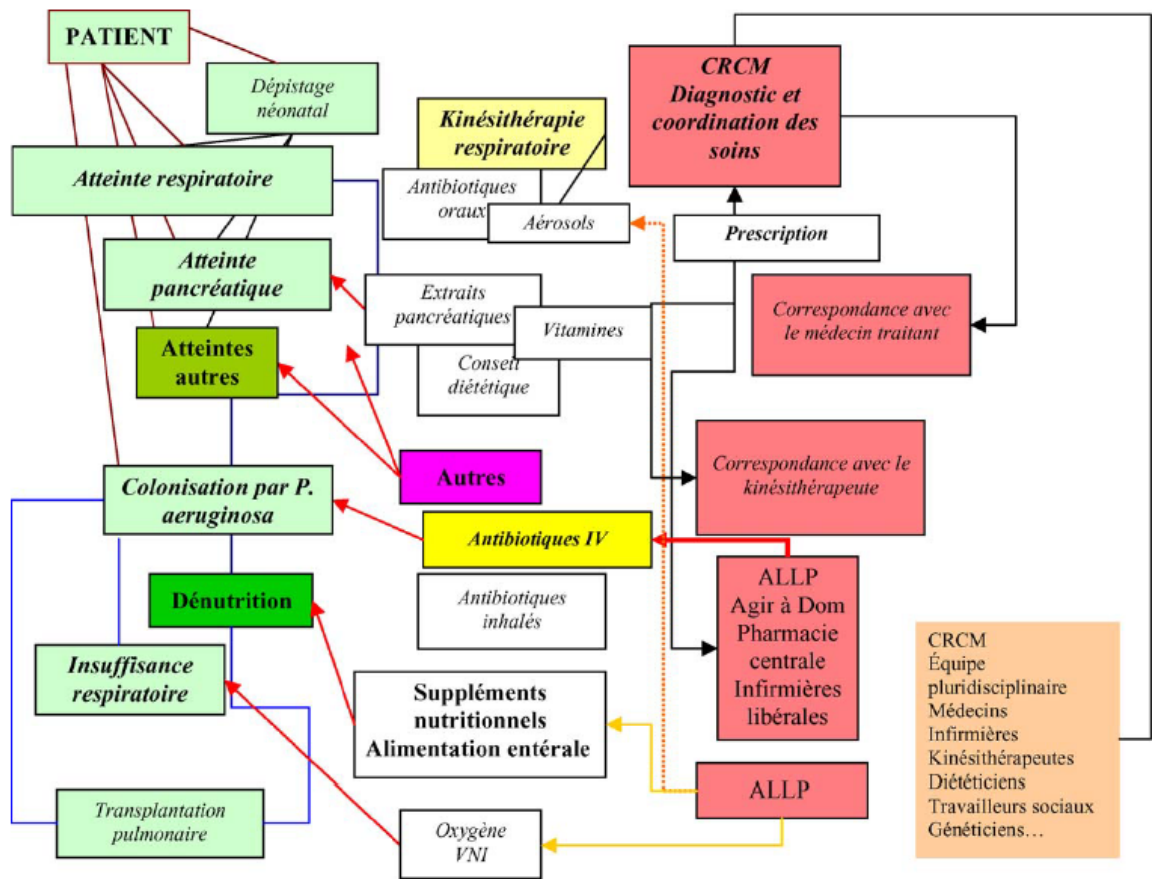 PATIENT
Dépistage
néonatal
Atteinte respiratoire
Atteinte
pancréatique
Atteintes
autres
Colonisation par P.
aeruginosa
Dénutrition
Insuffisance
respiratoire
Transplantation
pulmonaire
Kinésithérapie
respiratoire
Antibiotiques
oraux
Aérosols
Extraits
pancréatiques
Vitamines
Conseil
diététique
Autres
Antibiotiques IV
Antibiotiques
inhalés
Suppléments
nutritionnels
Alimentation entérale
Oxygène
VNI
CRCM
Diagnostic et
coordination des
soins
Prescription
Correspondance avec
le médecin traitant
Correspondance avec le
kinésithérapeute
ALLP
Agir à Dom
Pharmacie
centrale
Infirmières
libérales
ALLP
CRCM
Équipe
pluridisciplinaire
Médecins
Infirmières
Kinésithérapeutes
Diététiciens
Travailleurs sociaux
Généticiens…